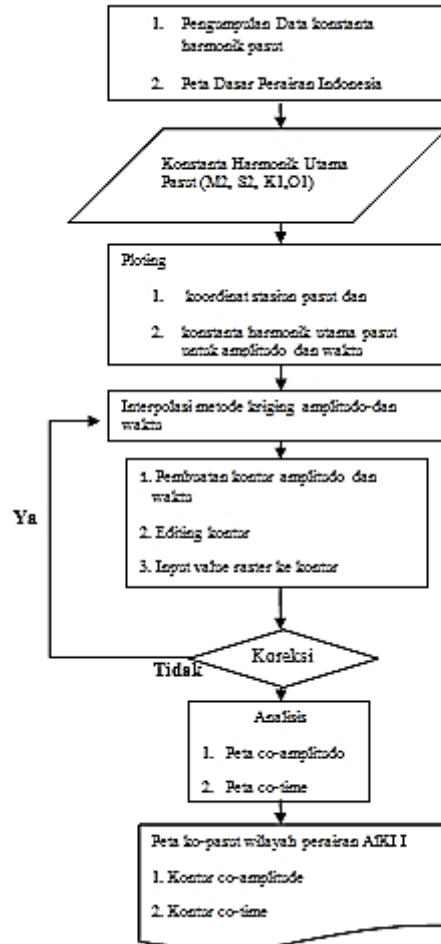 1. Pengumpulan Data konstanta
harmonik pasut
2. Peta Dasar Perairan Indonesia
Konstanta Harmonik Utama
Pasut (M2, S2, K1,O1)
Ploting
1. koordinat stasiun pasut dan
2. konstanta harmonik utama pasut
untuk amplitudo dan waktu
Interpolasi metode kriging amplitudo-dan
waktu
1. Pembuatan kontur amplitudo dan
waktu
2. Editing kontur
3. Input value raster ke kontur
Ya
Koreksi
Tidak
Analisis
1. Peta co-amplitudo
2. Peta co-time
Peta ko-pasut wilayah perairan AlKI I
1. Kontur co-amplitude
2. Kontur co-time